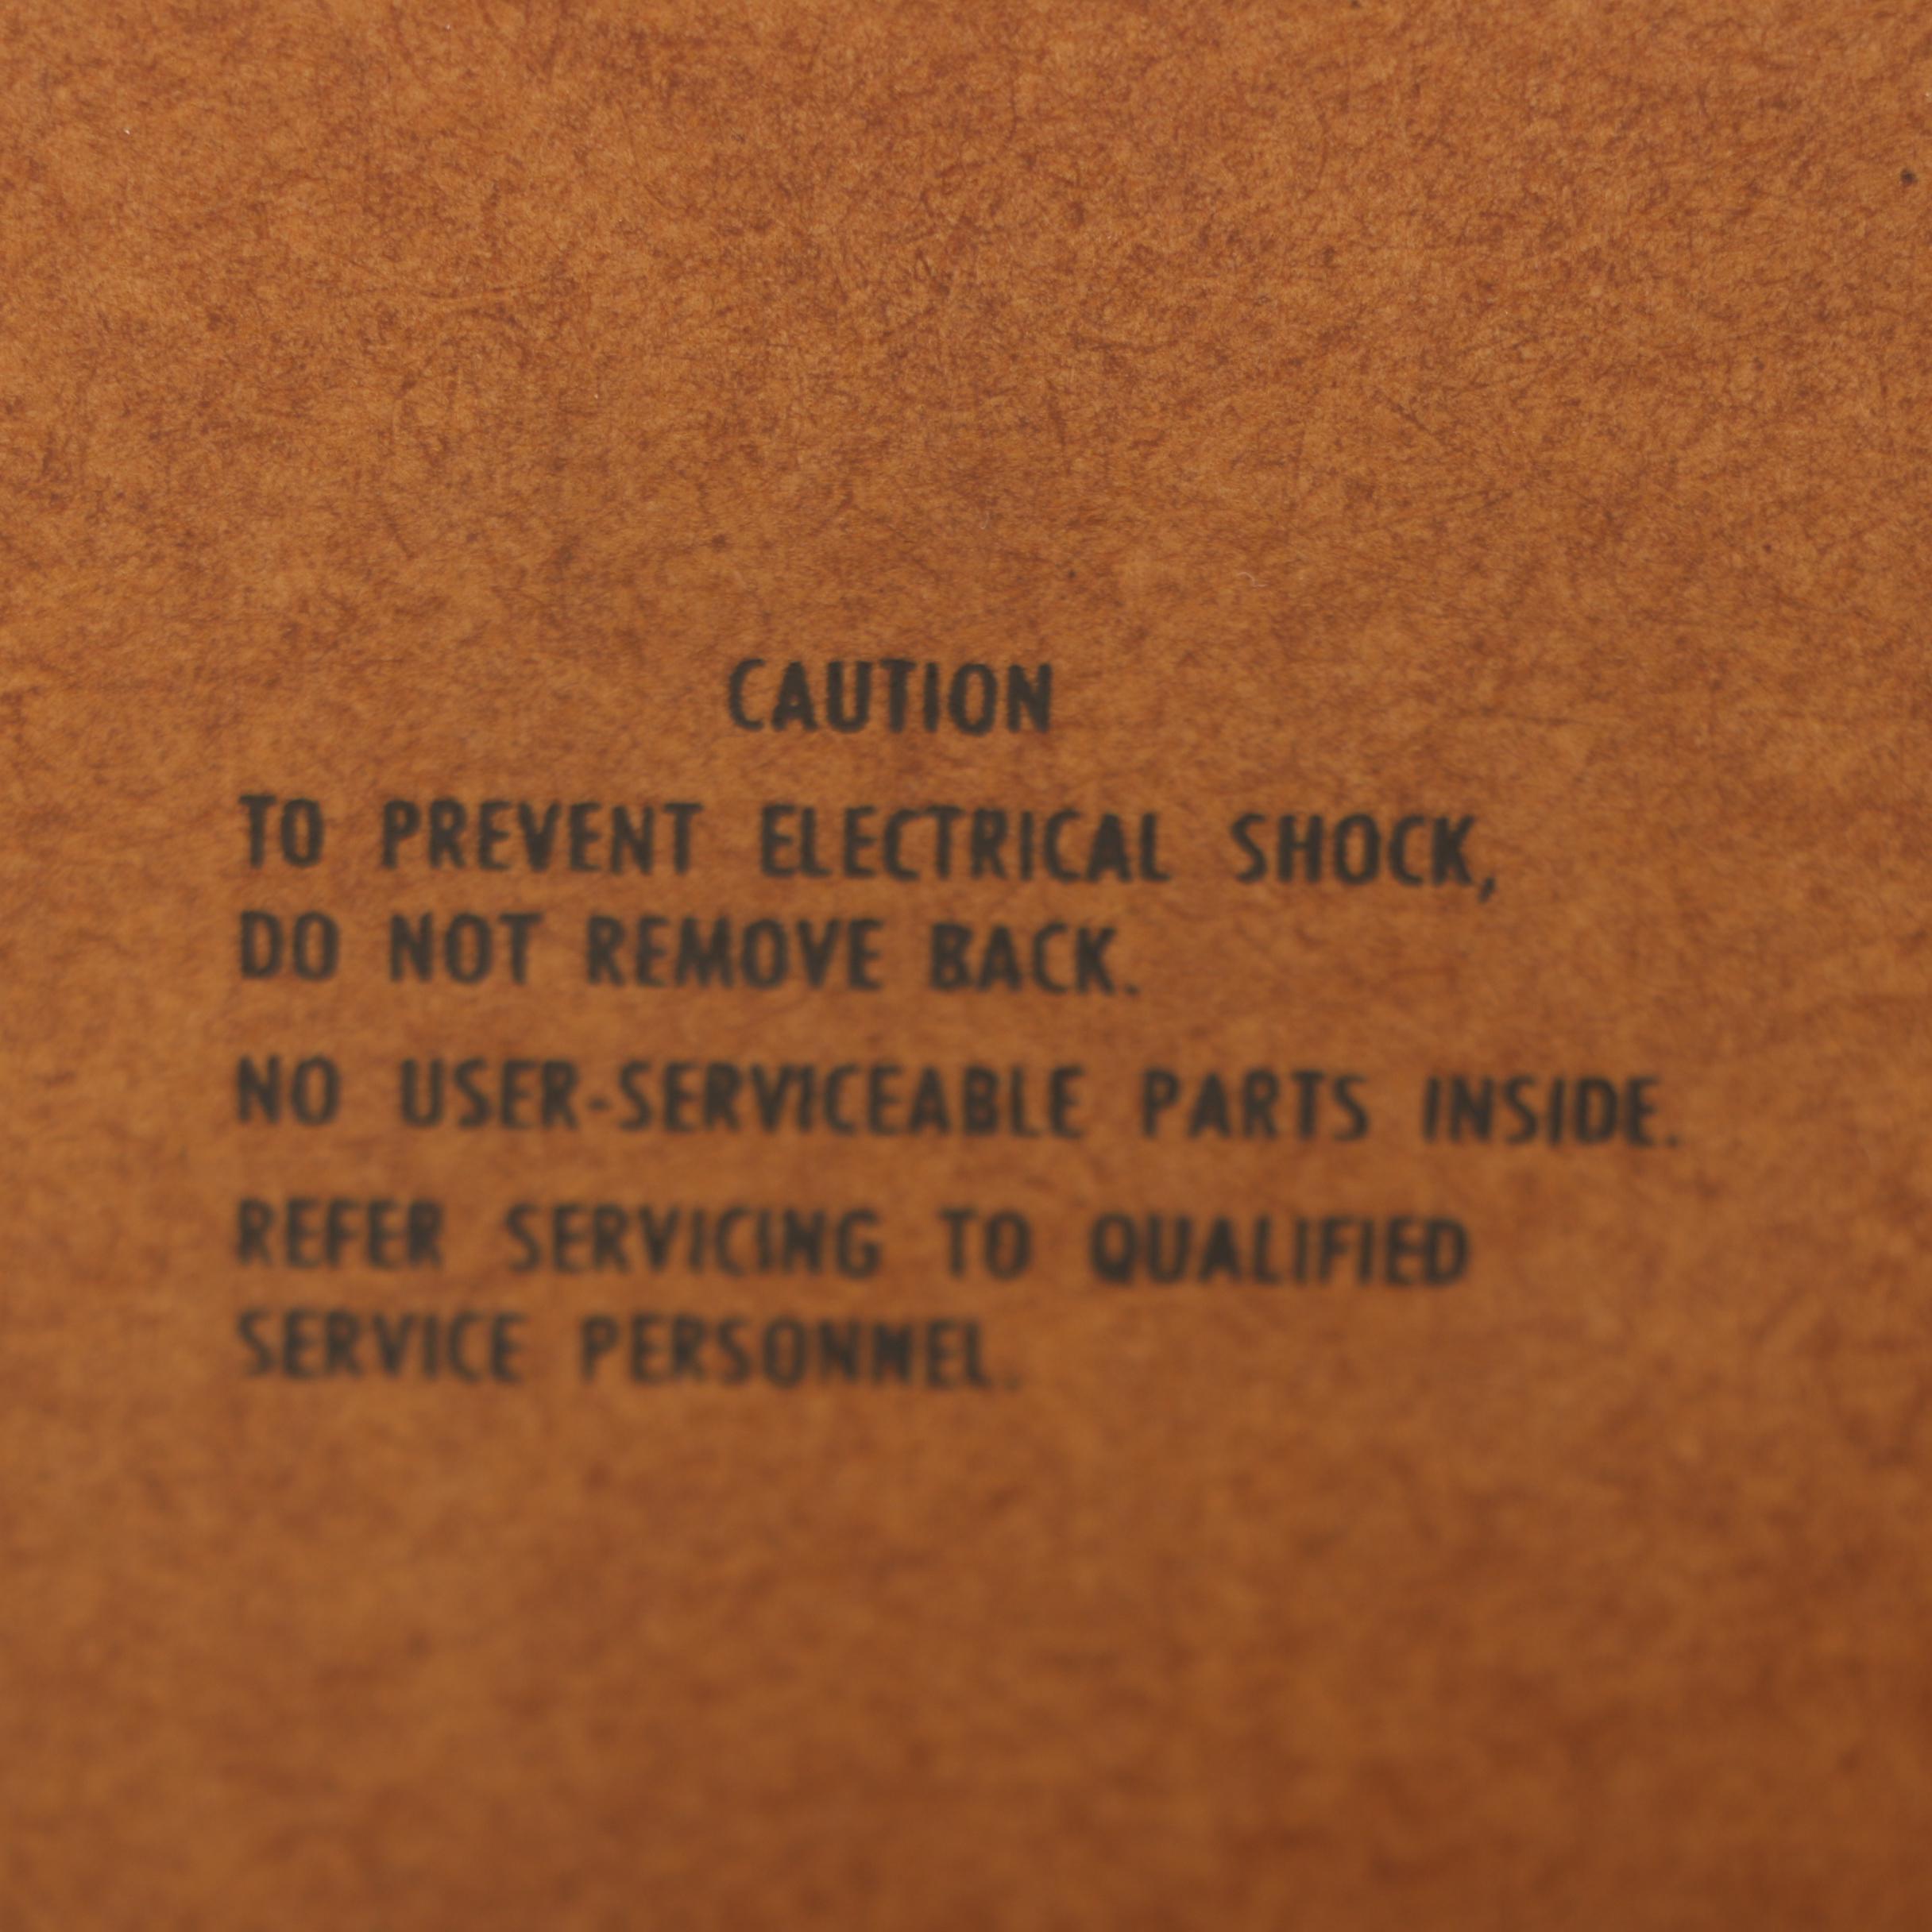 CAUTION
TO PREVENT ELECTRICAL SHOCK,
DO NOT REMOVE BACK.
NO USER-SERVICEABLE PARTS INSIDE.
REFER SERVICING TO QUALIFIED
SERVICE PERSONNEL.